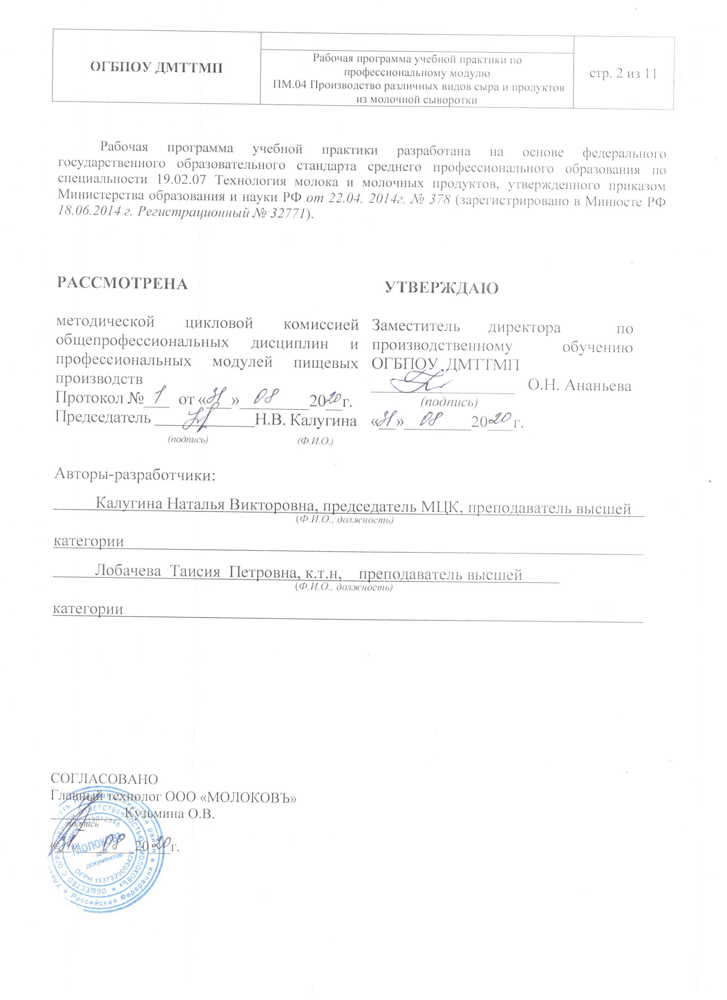 ОГБПОУ ДМТТМП
Рабочая программа учебной практики по
профессиональному модулю
ПМ.04 Производство различных видов сыра и продуктов
из молочной сыворотки
стр. 2 из 11
Рабочая программа учебной практики разработана на основе федерального
государственного образовательного стандарта среднего профессионального образования по
специальности 19.02.07 Технология молока и молочных продуктов, утвержденного приказом
Министерства образования и науки РФ от 22.04. 2014г. № 378 (зарегистрировано в Минюсте РФ
18.06.2014 г. Регистрационный № 32771).
РАССМОТРЕНА
методической цикловой комиссией
общепрофессиональных дисциплин и
профессиональных модулей пищевых
производств
Протокол № 1 от «31» 08 2020г.
Председатель Н.В. Калугина
(подпись) (Ф.И.О.)
УТВЕРЖДАЮ
Заместитель директора по
производственному обучению
ОГБПОУ ДМТТМП
О.Н. Ананьева
(подпись)
«31» 08 2020 г.
Авторы-разработчики:
Калугина Наталья Викторовна, председатель МЦК, преподаватель высшей
(Ф.И.О., должность)
категории
Лобачева Таисия Петровна, к.т.н, преподаватель высшей
(Ф.И.О., должность)
категории
СОГЛАСОВАНО
Главный технолог ООО «МОЛОКОВЪ»
Кузьмина О.В.
подпись
«31» 08 2020г.
Российская Федерация
ОБЩЕСТВО С ОГРАНИЧЕННОЙ ОТВЕТСТВЕННОСТЬЮ «МОЛОКОВЪ»
ОГРН 1137329003426
Молоковъ
для
документов